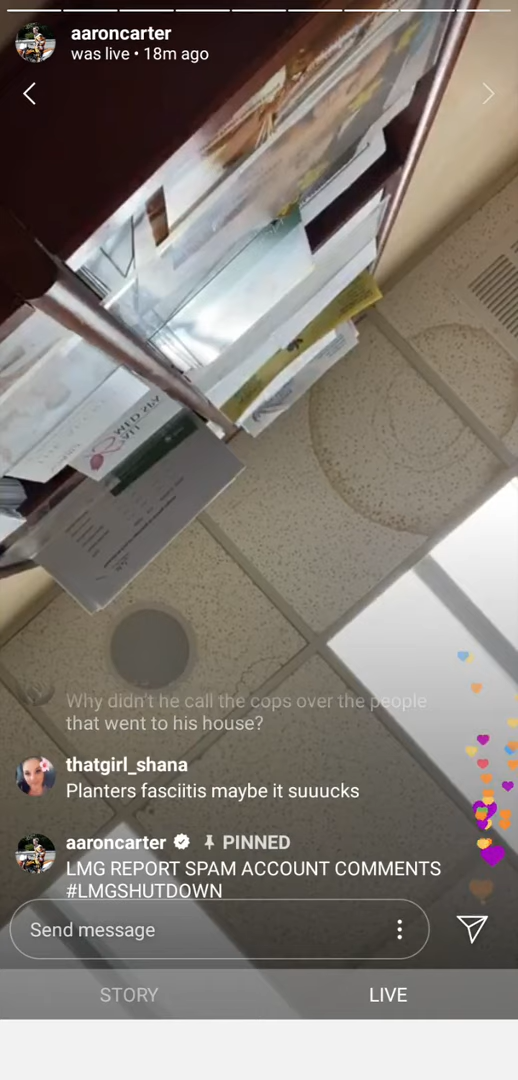 aaroncarter
was live • 18m ago
Why didn't he call the cops over the people
that went to his house?
thatgirl_shana
Planters fasciitis maybe it suuucks
aaroncarter PINNED
LMG REPORT SPAM ACCOUNT COMMENTS
#LMGSHUTDOWN
Send message
STORY LIVE